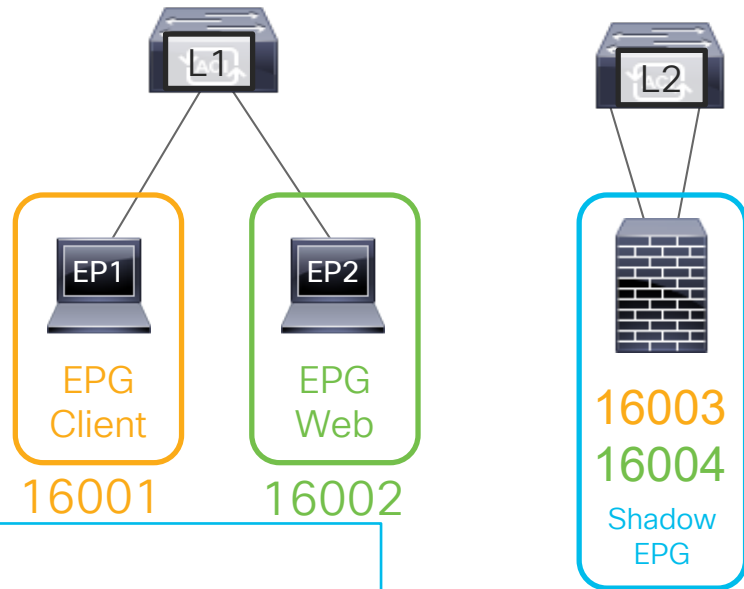 L1
L2
EP1
EP2
EPG
Client
EPG
Web
16001
16002
16003
16004
Shadow
EPG